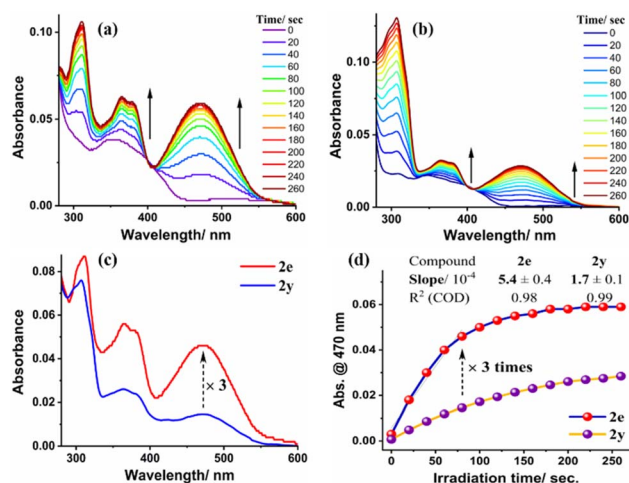 (a)
Time/ sec
0
20
40
60
80
100
120
140
160
180
200
220
240
260
0.10
0.05
0.00
Absorbance
300 400 500 600
Wavelength/ nm
(b)
Time/ sec
0
20
40
60
80
100
120
140
160
180
200
220
240
260
0.10
0.05
0.00
Absorbance
300 400 500 600
Wavelength/ nm
(c)
2e
2y
× 3
0.08
0.06
0.04
0.02
0.00
Absorbance
300 400 500 600
Wavelength/ nm
(d)
Compound 2e 2y
Slope/ 10-4 5.4 ± 0.4 1.7 ± 0.1
R2 (COD) 0.98 0.99
× 3 times
2e
2y
0.06
0.04
0.02
0.00
Abs. @ 470 nm
0 50 100 150 200 250
Irradiation time/ sec.